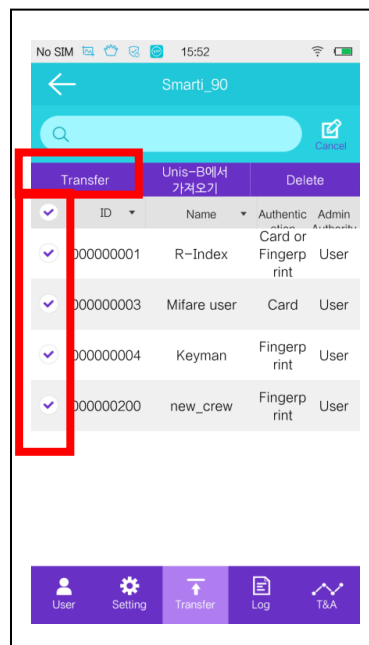 No SIM 15:52
Smarti_90
Cancel
Transfer
Unis-B에서
가져오기
Delete
ID ▼ Name ▼ Authentic Admin
ation Authority
000000001 R-Index Card or
Fingerp
rint User
000000003 Mifare user Card User
000000004 Keyman Fingerp
rint User
000000200 new_crew Fingerp
rint User
User Setting Transfer Log T&A